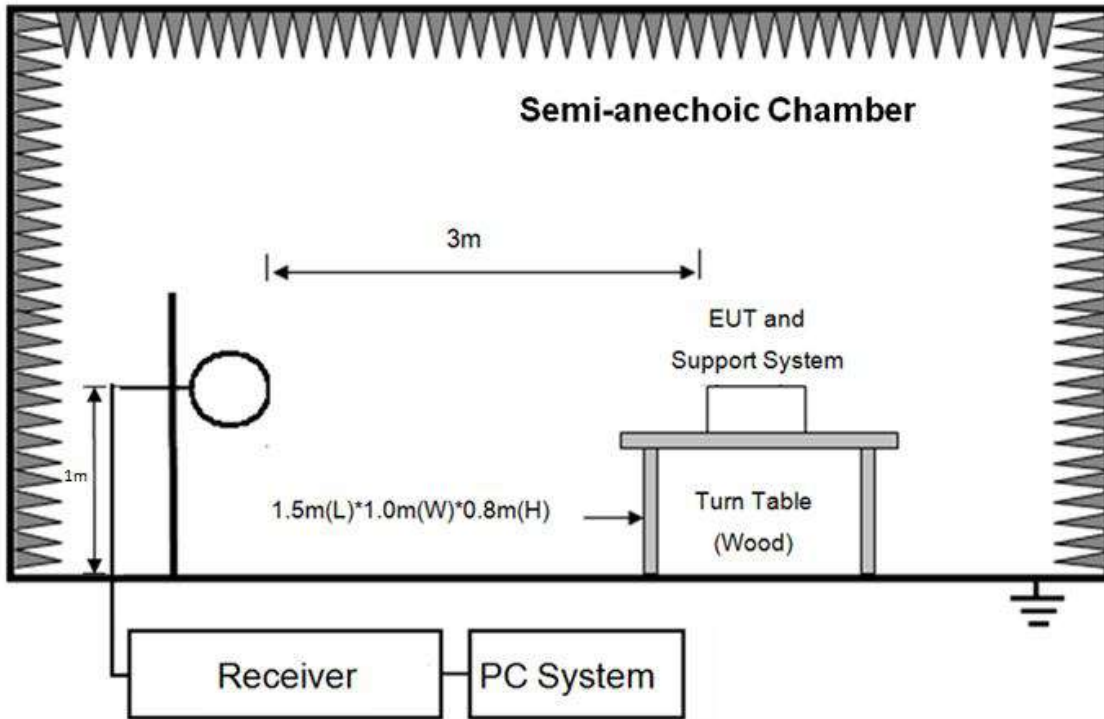 Semi-anechoic Chamber
3m
EUT and
Support System
1m
1.5m(L)*1.0m(W)*0.8m(H)
Turn Table
(Wood)
Receiver
PC System